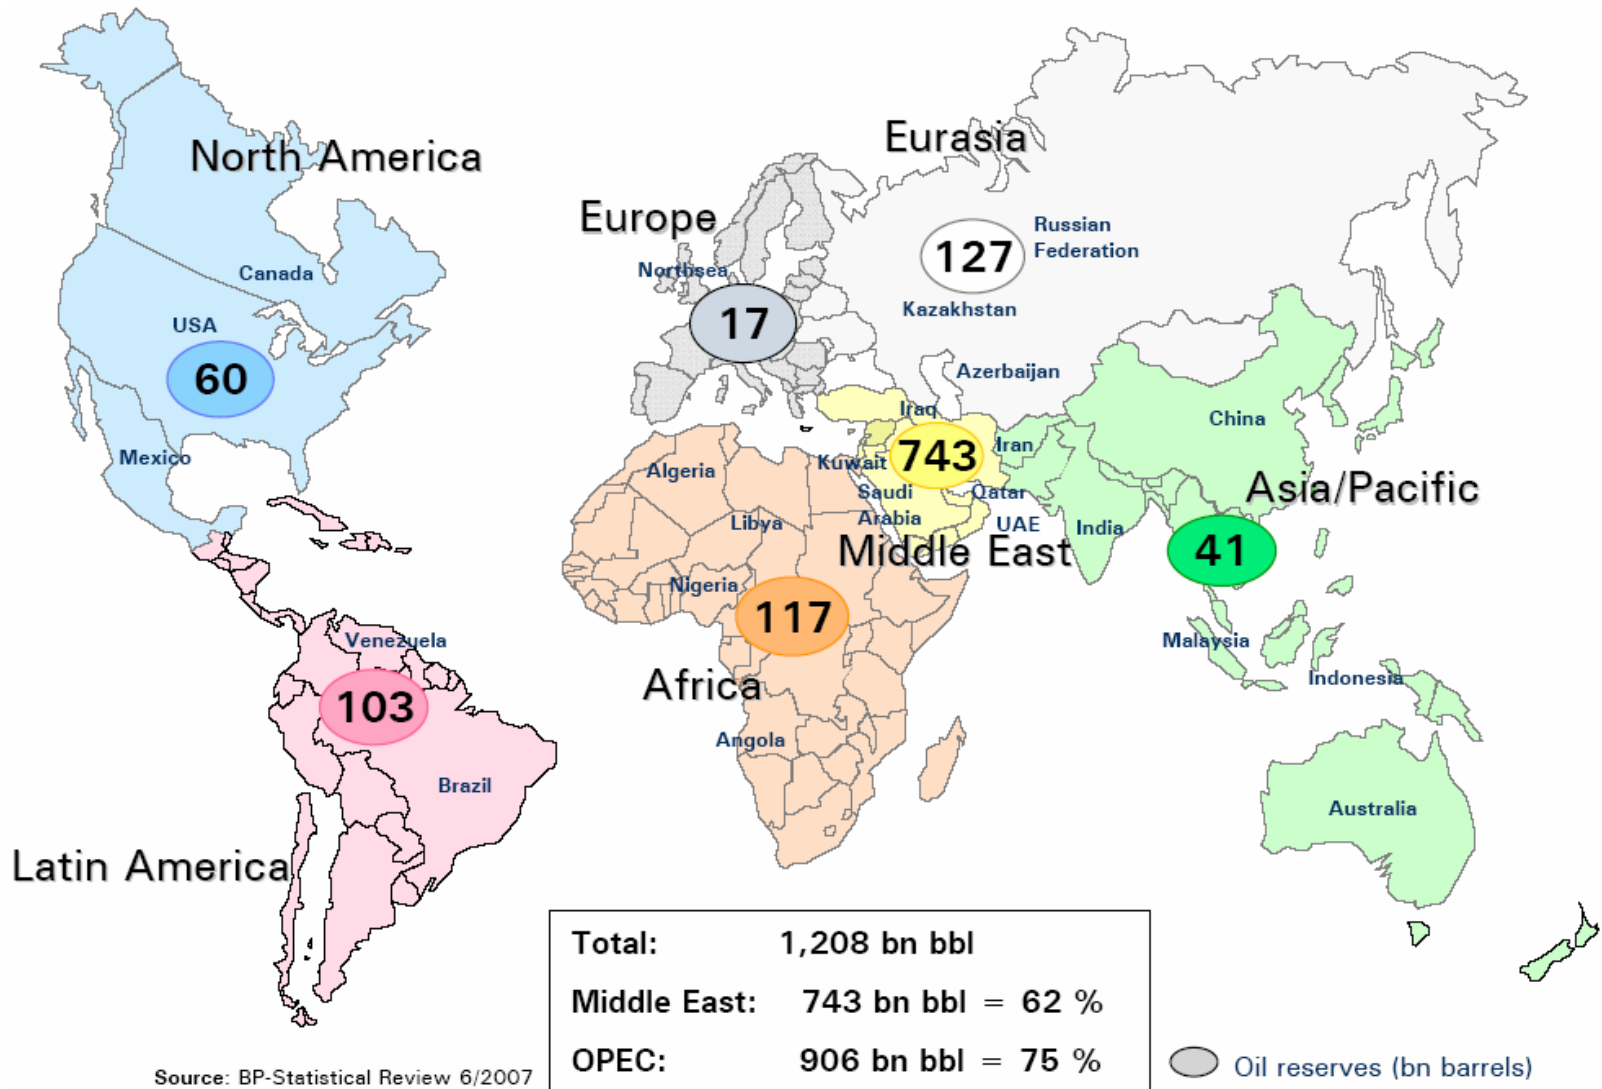 Eurasia
North America
Europe
Russian
Federation
127
Northsea
Canada
Kazakhstan
17
USA
60
Azerbaijan
Iraq
China
Mexico
Algeria
Kuwait
743
Iran
Saudi
Arabia
Qatar
Asia/Pacific
Libya
UAE
India
Middle East
41
Nigeria
117
Venezuela
Malaysia
Africa
Indonesia
103
Angola
Brazil
Australia
Latin America
Total: 1,208 bn bbl
Middle East: 743 bn bbl = 62 %
OPEC: 906 bn bbl = 75 %
Oil reserves (bn barrels)
Source: BP-Statistical Review 6/2007